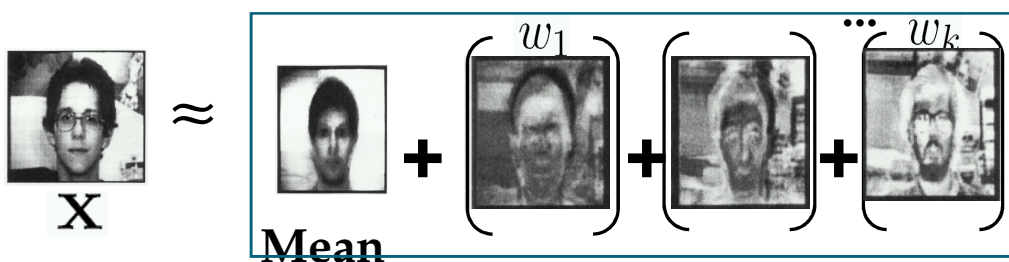 w₁ ... wₖ
≈ + + +
X
Mean